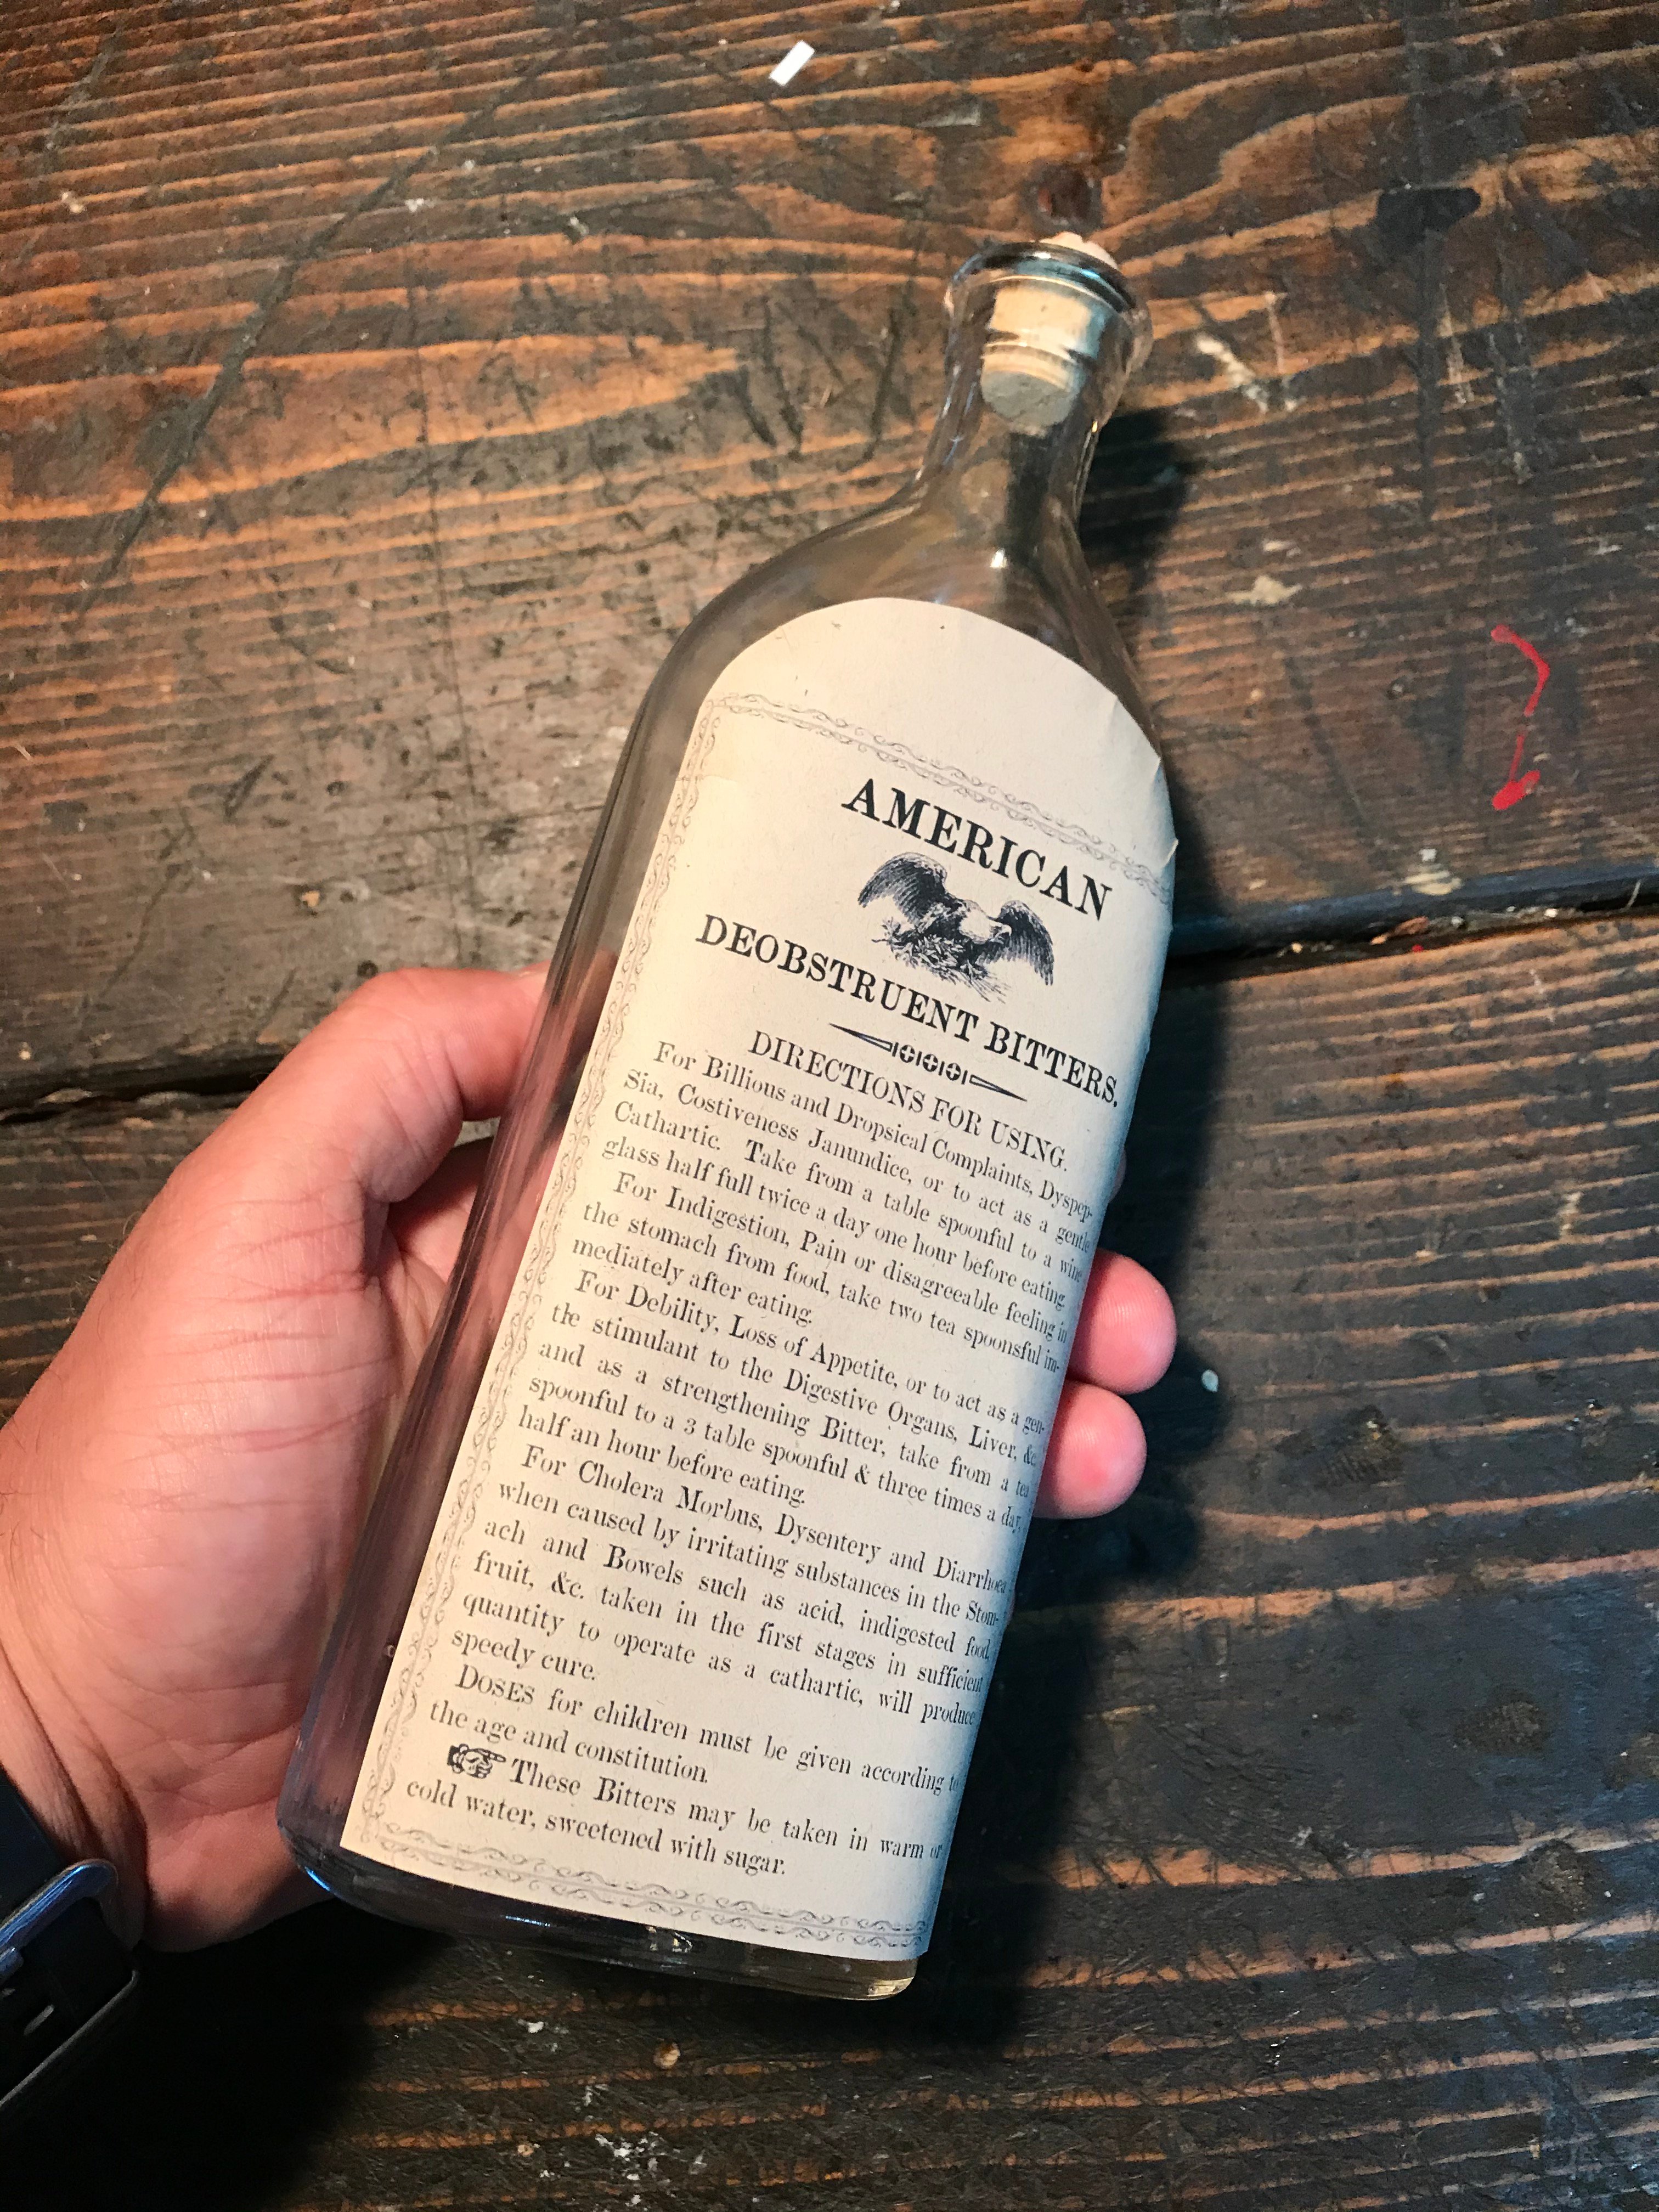 AMERICAN
DEOBSTRUENT BITTERS.
DIRECTIONS FOR USING.
For Billious and Dropsical Complaints, Dyspep-
Sia, Costiveness Janundice, or to act as a gentle
Cathartic. Take from a table spoonful to a wine
glass half full twice a day one hour before eating.
For Indigestion, Pain or disagreeable feeling in
the stomach from food, take two tea spoonsful im-
mediately after eating.
For Debility, Loss of Appetite, or to act as a gen-
tle stimulant to the Digestive Organs, Liver, &c.
and as a strengthening Bitter, take from a tea
spoonful to a 3 table spoonful & three times a day,
half an hour before eating.
For Cholera Morbus, Dysentery and Diarrhoea
when caused by irritating substances in the Stom-
ach and Bowels such as acid, indigested food,
fruit, &c. taken in the first stages in sufficient
quantity to operate as a cathartic, will produce
speedy cure.
DOSES for children must be given according to
the age and constitution.
These Bitters may be taken in warm or
cold water, sweetened with sugar.